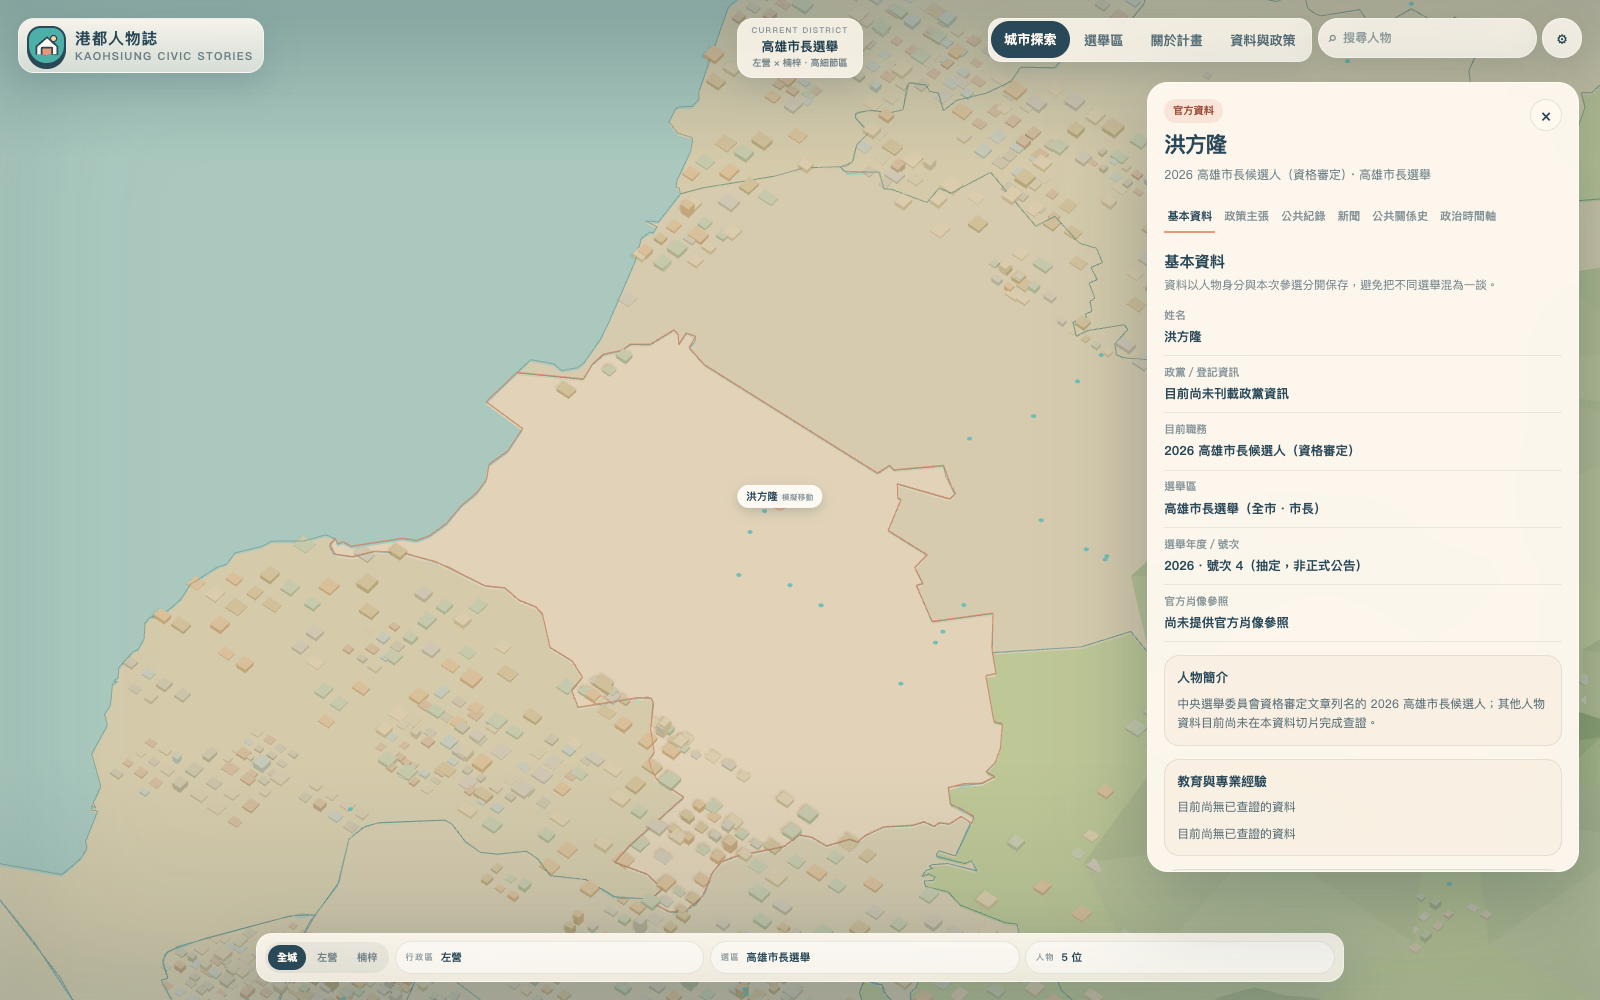 港都人物誌
KAOHSIUNG CIVIC STORIES
CURRENT DISTRICT
高雄市長選舉
左營 × 楠梓 · 高細節區
城市探索
選舉區
關於計畫
資料與政策
搜尋人物
官方資料
×
洪方隆
2026 高雄市長候選人（資格審定）· 高雄市長選舉
基本資料
政策主張
公共紀錄
新聞
公共關係史
政治時間軸
基本資料
資料以人物身分與本次參選分開保存，避免把不同選舉混為一談。
姓名
洪方隆
政黨 / 登記資訊
目前尚未刊載政黨資訊
目前職務
2026 高雄市長候選人（資格審定）
選舉區
高雄市長選舉（全市 · 市長）
選舉年度 / 號次
2026 · 號次 4（抽定，非正式公告）
官方肖像參照
尚未提供官方肖像參照
人物簡介
中央選舉委員會資格審定文章列名的 2026 高雄市長候選人；其他人物
資料目前尚未在本資料切片完成查證。
教育與專業經驗
目前尚無已查證的資料
目前尚無已查證的資料
洪方隆 模擬移動
全城
左營
楠梓
行政區 左營
選區 高雄市長選舉
人物 5 位